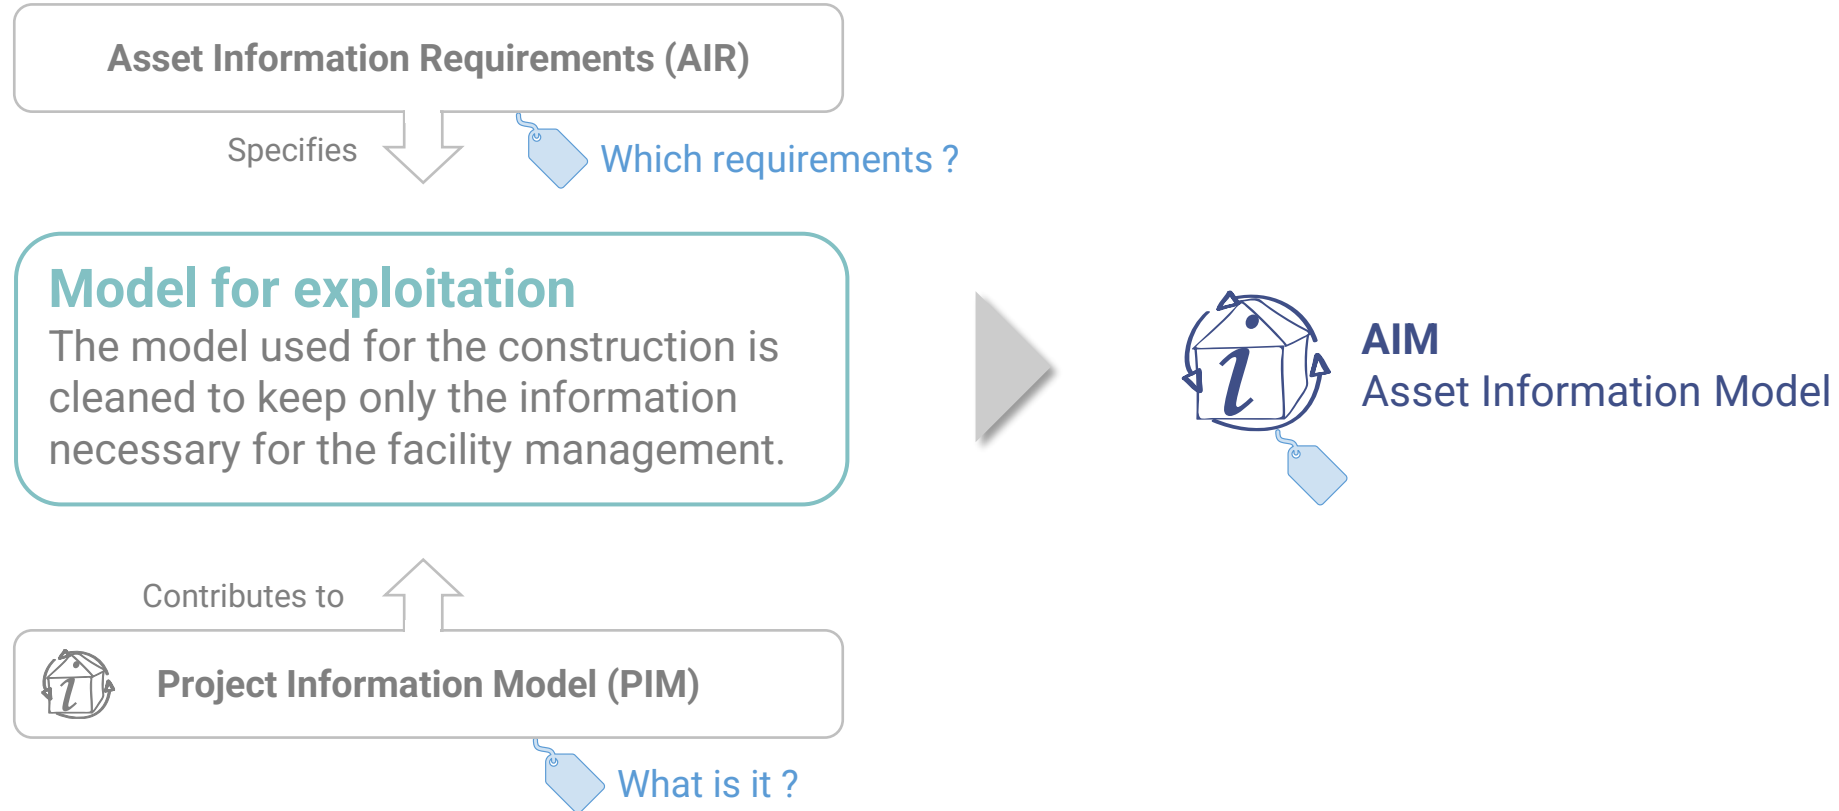 Asset Information Requirements (AIR)
Specifies
Which requirements ?
Model for exploitation
The model used for the construction is
cleaned to keep only the information
necessary for the facility management.
AIM
Asset Information Model
Contributes to
Project Information Model (PIM)
What is it ?